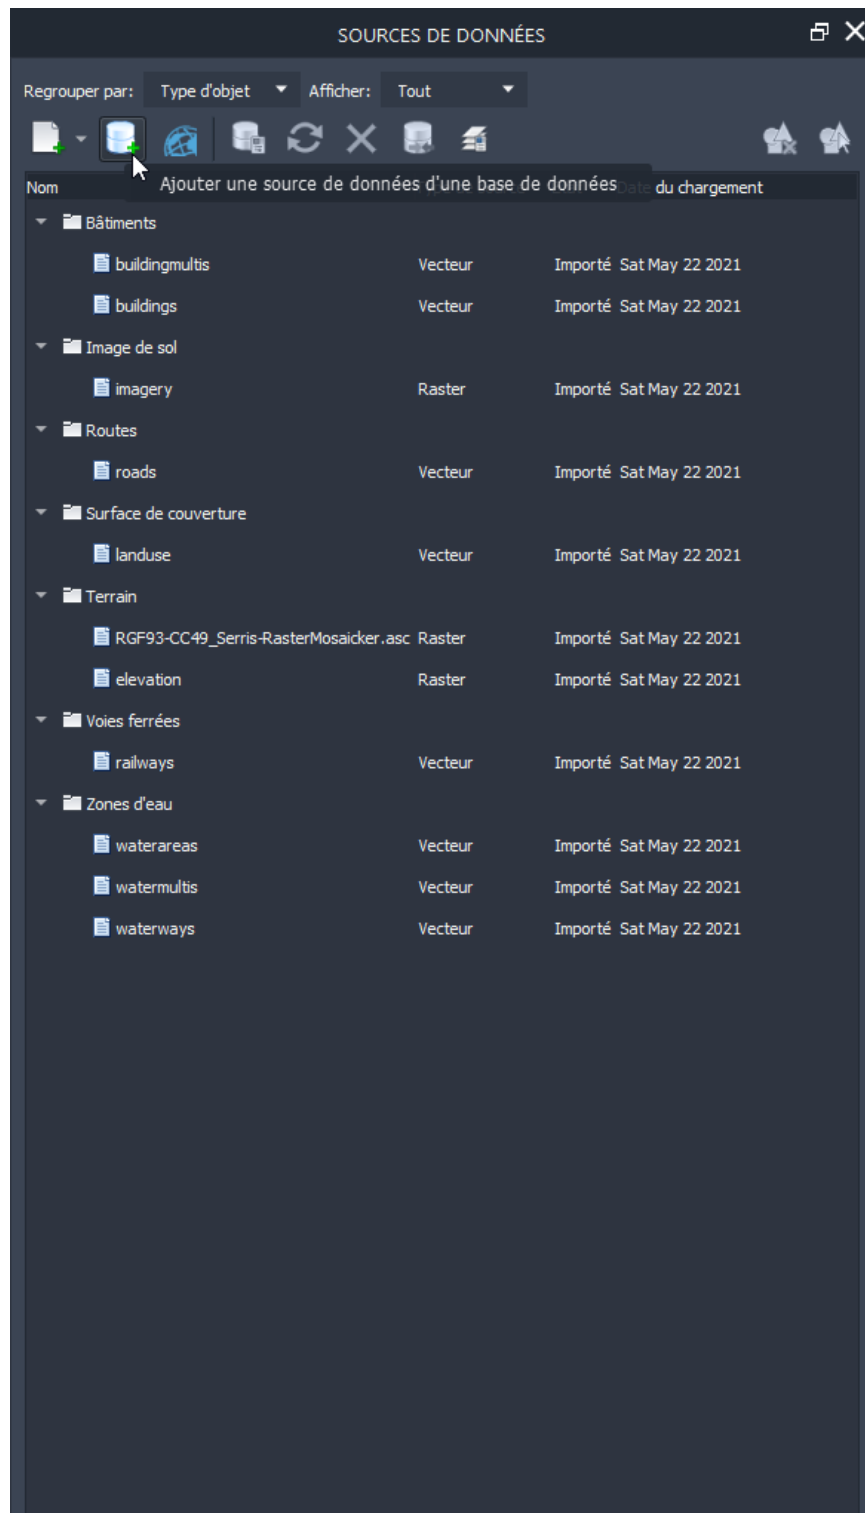 SOURCES DE DONNÉES
Regrouper par: Type d'objet Afficher: Tout
Ajouter une source de données d'une base de données
Nom Date du chargement
Bâtiments
buildingmultis Vecteur Importé Sat May 22 2021
buildings Vecteur Importé Sat May 22 2021
Image de sol
imagery Raster Importé Sat May 22 2021
Routes
roads Vecteur Importé Sat May 22 2021
Surface de couverture
landuse Vecteur Importé Sat May 22 2021
Terrain
RGF93-CC49_Serris-RasterMosaicker.asc Raster Importé Sat May 22 2021
elevation Raster Importé Sat May 22 2021
Voies ferrées
railways Vecteur Importé Sat May 22 2021
Zones d'eau
waterareas Vecteur Importé Sat May 22 2021
watermultis Vecteur Importé Sat May 22 2021
waterways Vecteur Importé Sat May 22 2021